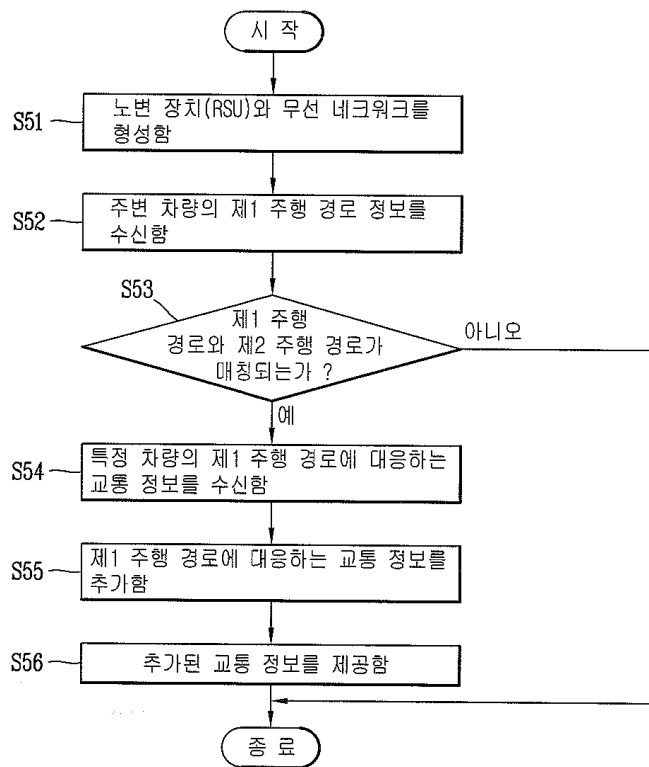 시 작
S51
노변 장치(RSU)와 무선 네크워크를
형성함
S52
주변 차량의 제1 주행 경로 정보를
수신함
S53
제1 주행
경로와 제2 주행 경로가
매칭되는가 ?
아니오
예
S54
특정 차량의 제1 주행 경로에 대응하는
교통 정보를 수신함
S55
제1 주행 경로에 대응하는 교통 정보를
추가함
S56
추가된 교통 정보를 제공함
종 료